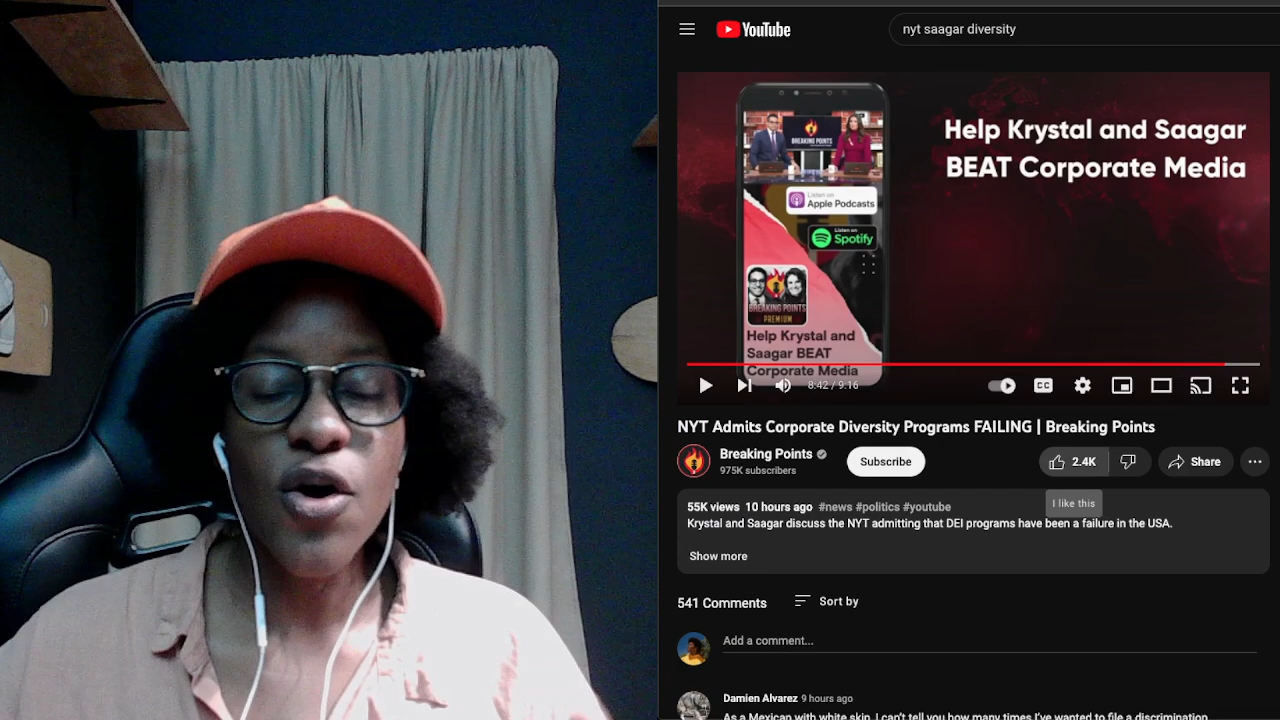 YouTube
nyt saagar diversity
Help Krystal and Saagar
BEAT Corporate Media
BREAKING POINTS
Listen on
Apple Podcasts
Listen on
Spotify
BREAKING POINTS
PREMIUM
Help Krystal and
Saagar BEAT
Corporate Media
8:42 / 9:16
CC
NYT Admits Corporate Diversity Programs FAILING | Breaking Points
Breaking Points
975K subscribers
Subscribe
2.4K
Share
I like this
55K views 10 hours ago #news #politics #youtube
Krystal and Saagar discuss the NYT admitting that DEI programs have been a failure in the USA.
Show more
541 Comments
Sort by
Add a comment...
Damien Alvarez 9 hours ago
As a Mexican with white skin, I can't tell you how many times I've wanted to file a discrimination